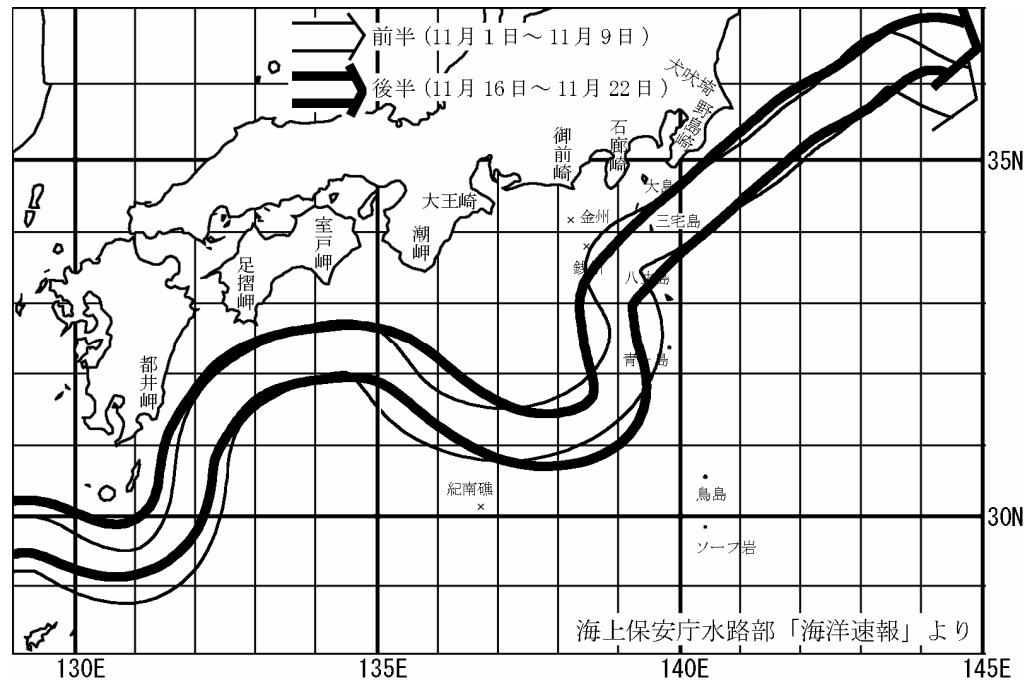 前半 (11月 1日～ 11月 9日 )
後半 (11月 16日～ 11月 22日 )
犬吠埼
野島崎
石廊崎
御前崎
35N
大島
大王崎
金州
三宅島
室戸岬
潮岬
足摺岬
八丈島
青ヶ島
都井岬
紀南礁
鳥島
30N
ソーフ岩
海上保安庁水路部「海洋速報」より
130E
135E
140E
145E